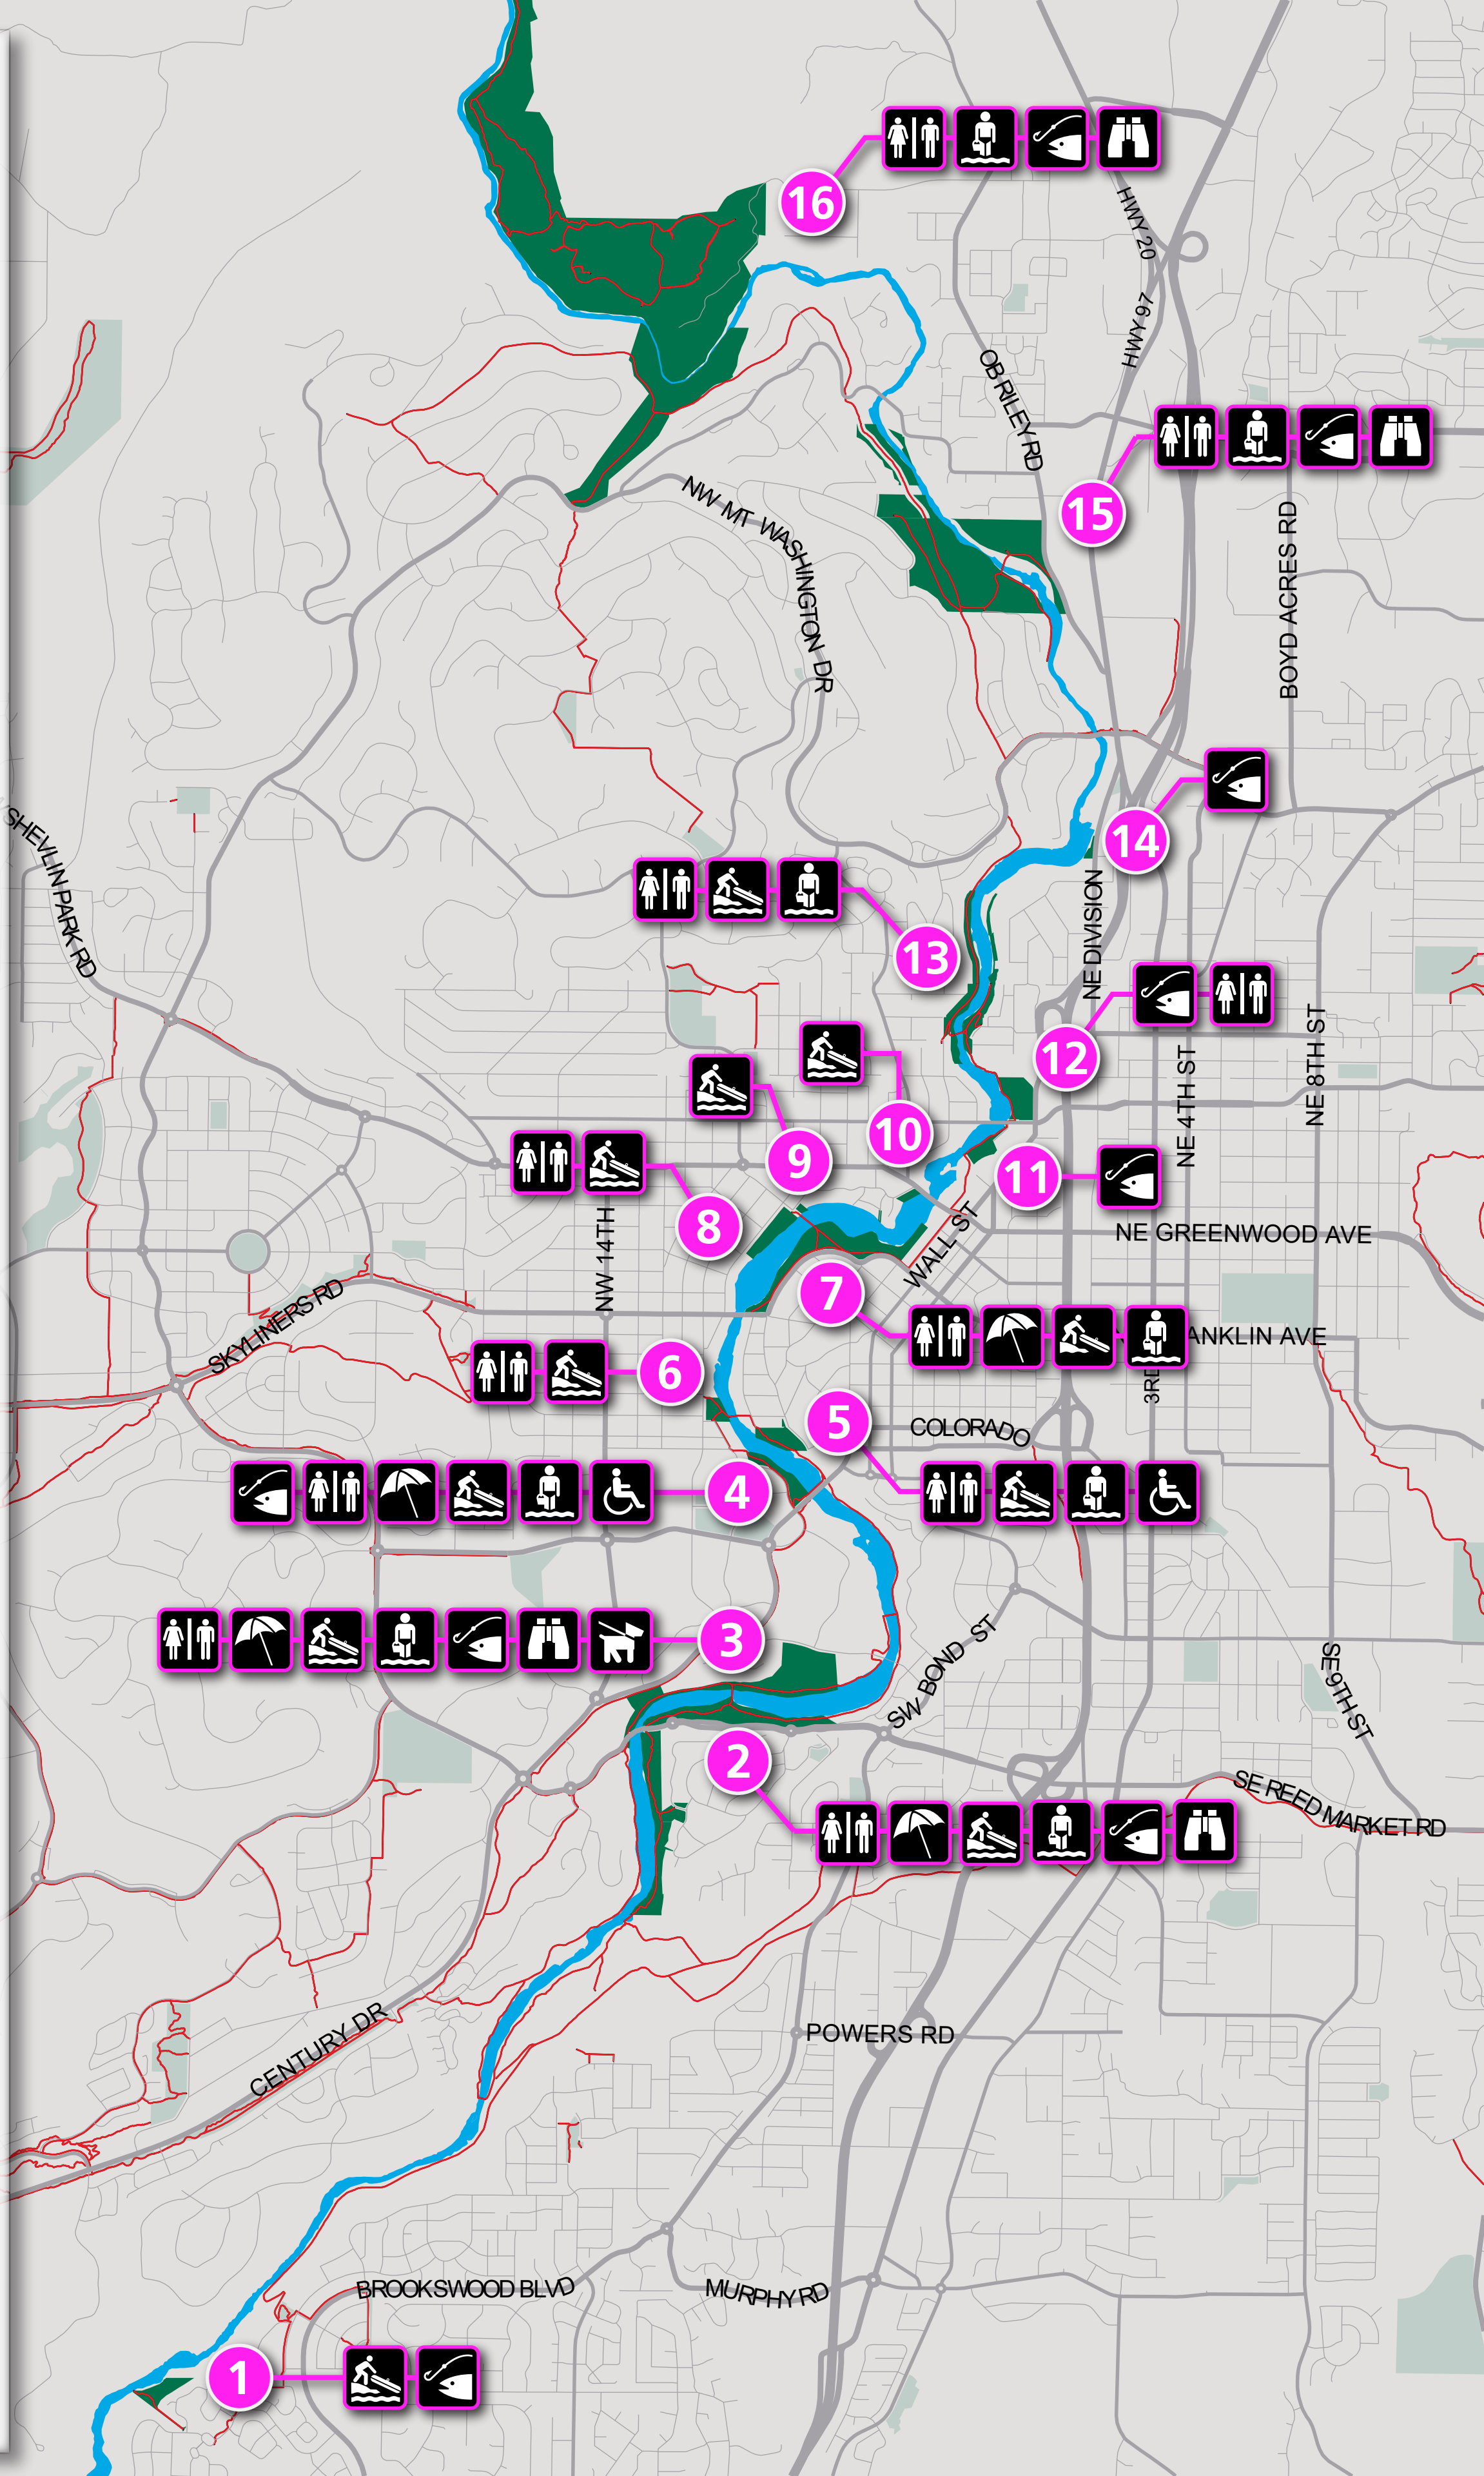 16
HWY 20
HWY 97
OB RILEY RD
15
NW MT WASHINGTON DR
BOYD ACRES RD
14
SHEVLIN PARK RD
NE DIVISION
13
12
NE 4TH ST
NE 8TH ST
10
9
11
8
NW 14TH
WALL ST
NE GREENWOOD AVE
7
SKYLINERS RD
ANKLIN AVE
6
3RD
5
COLORADO
4
3
SW BOND ST
SE 9TH ST
2
SE REED MARKET RD
CENTURY DR
POWERS RD
BROOKSWOOD BLVD
MURPHY RD
1